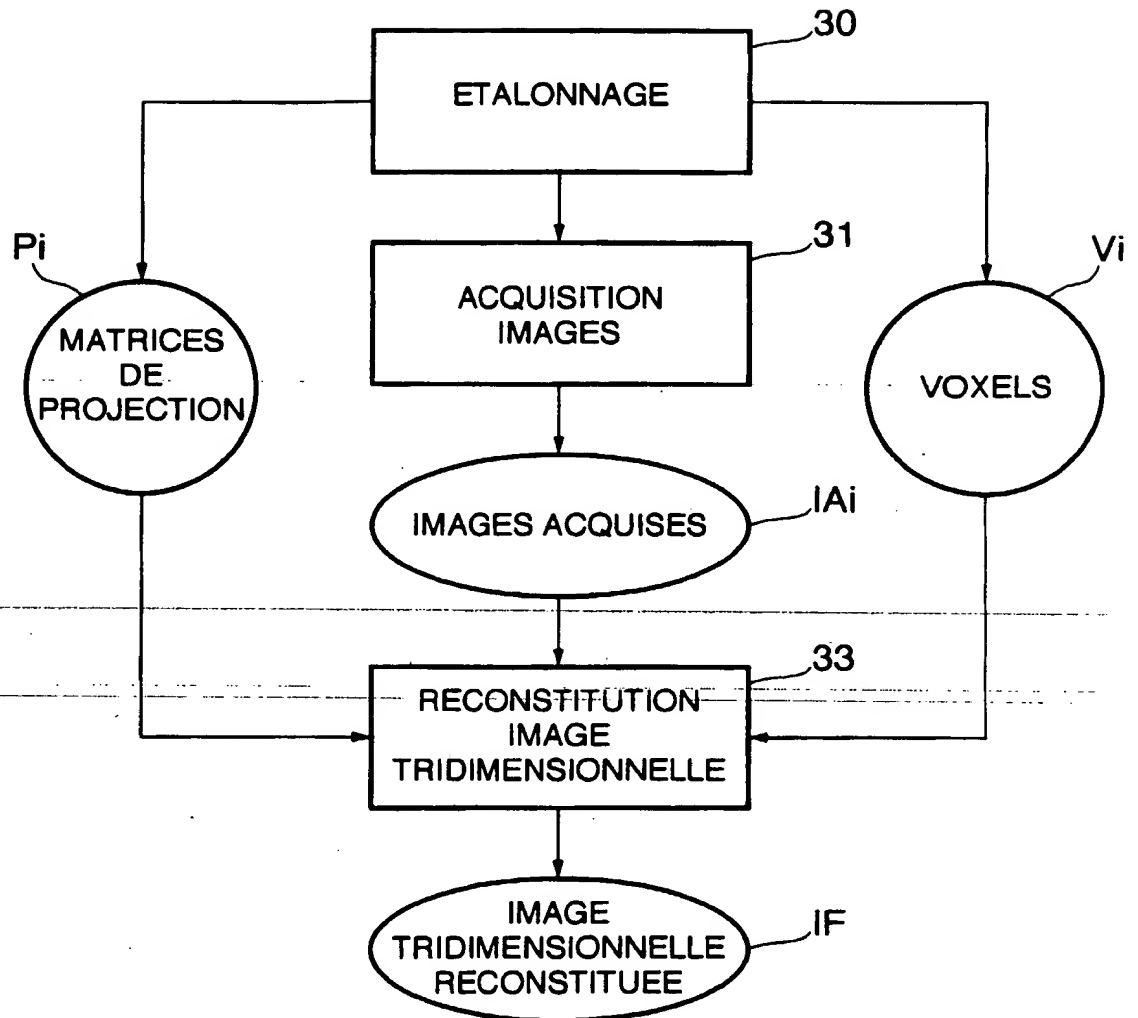 30
ETALONNAGE
31
ACQUISITION
IMAGES
Pi
MATRICES
DE
PROJECTION
Vi
VOXELS
IAi
IMAGES ACQUISES
33
RECONSTITUTION
IMAGE
TRIDIMENSIONNELLE
IF
IMAGE
TRIDIMENSIONNELLE
RECONSTITUEE